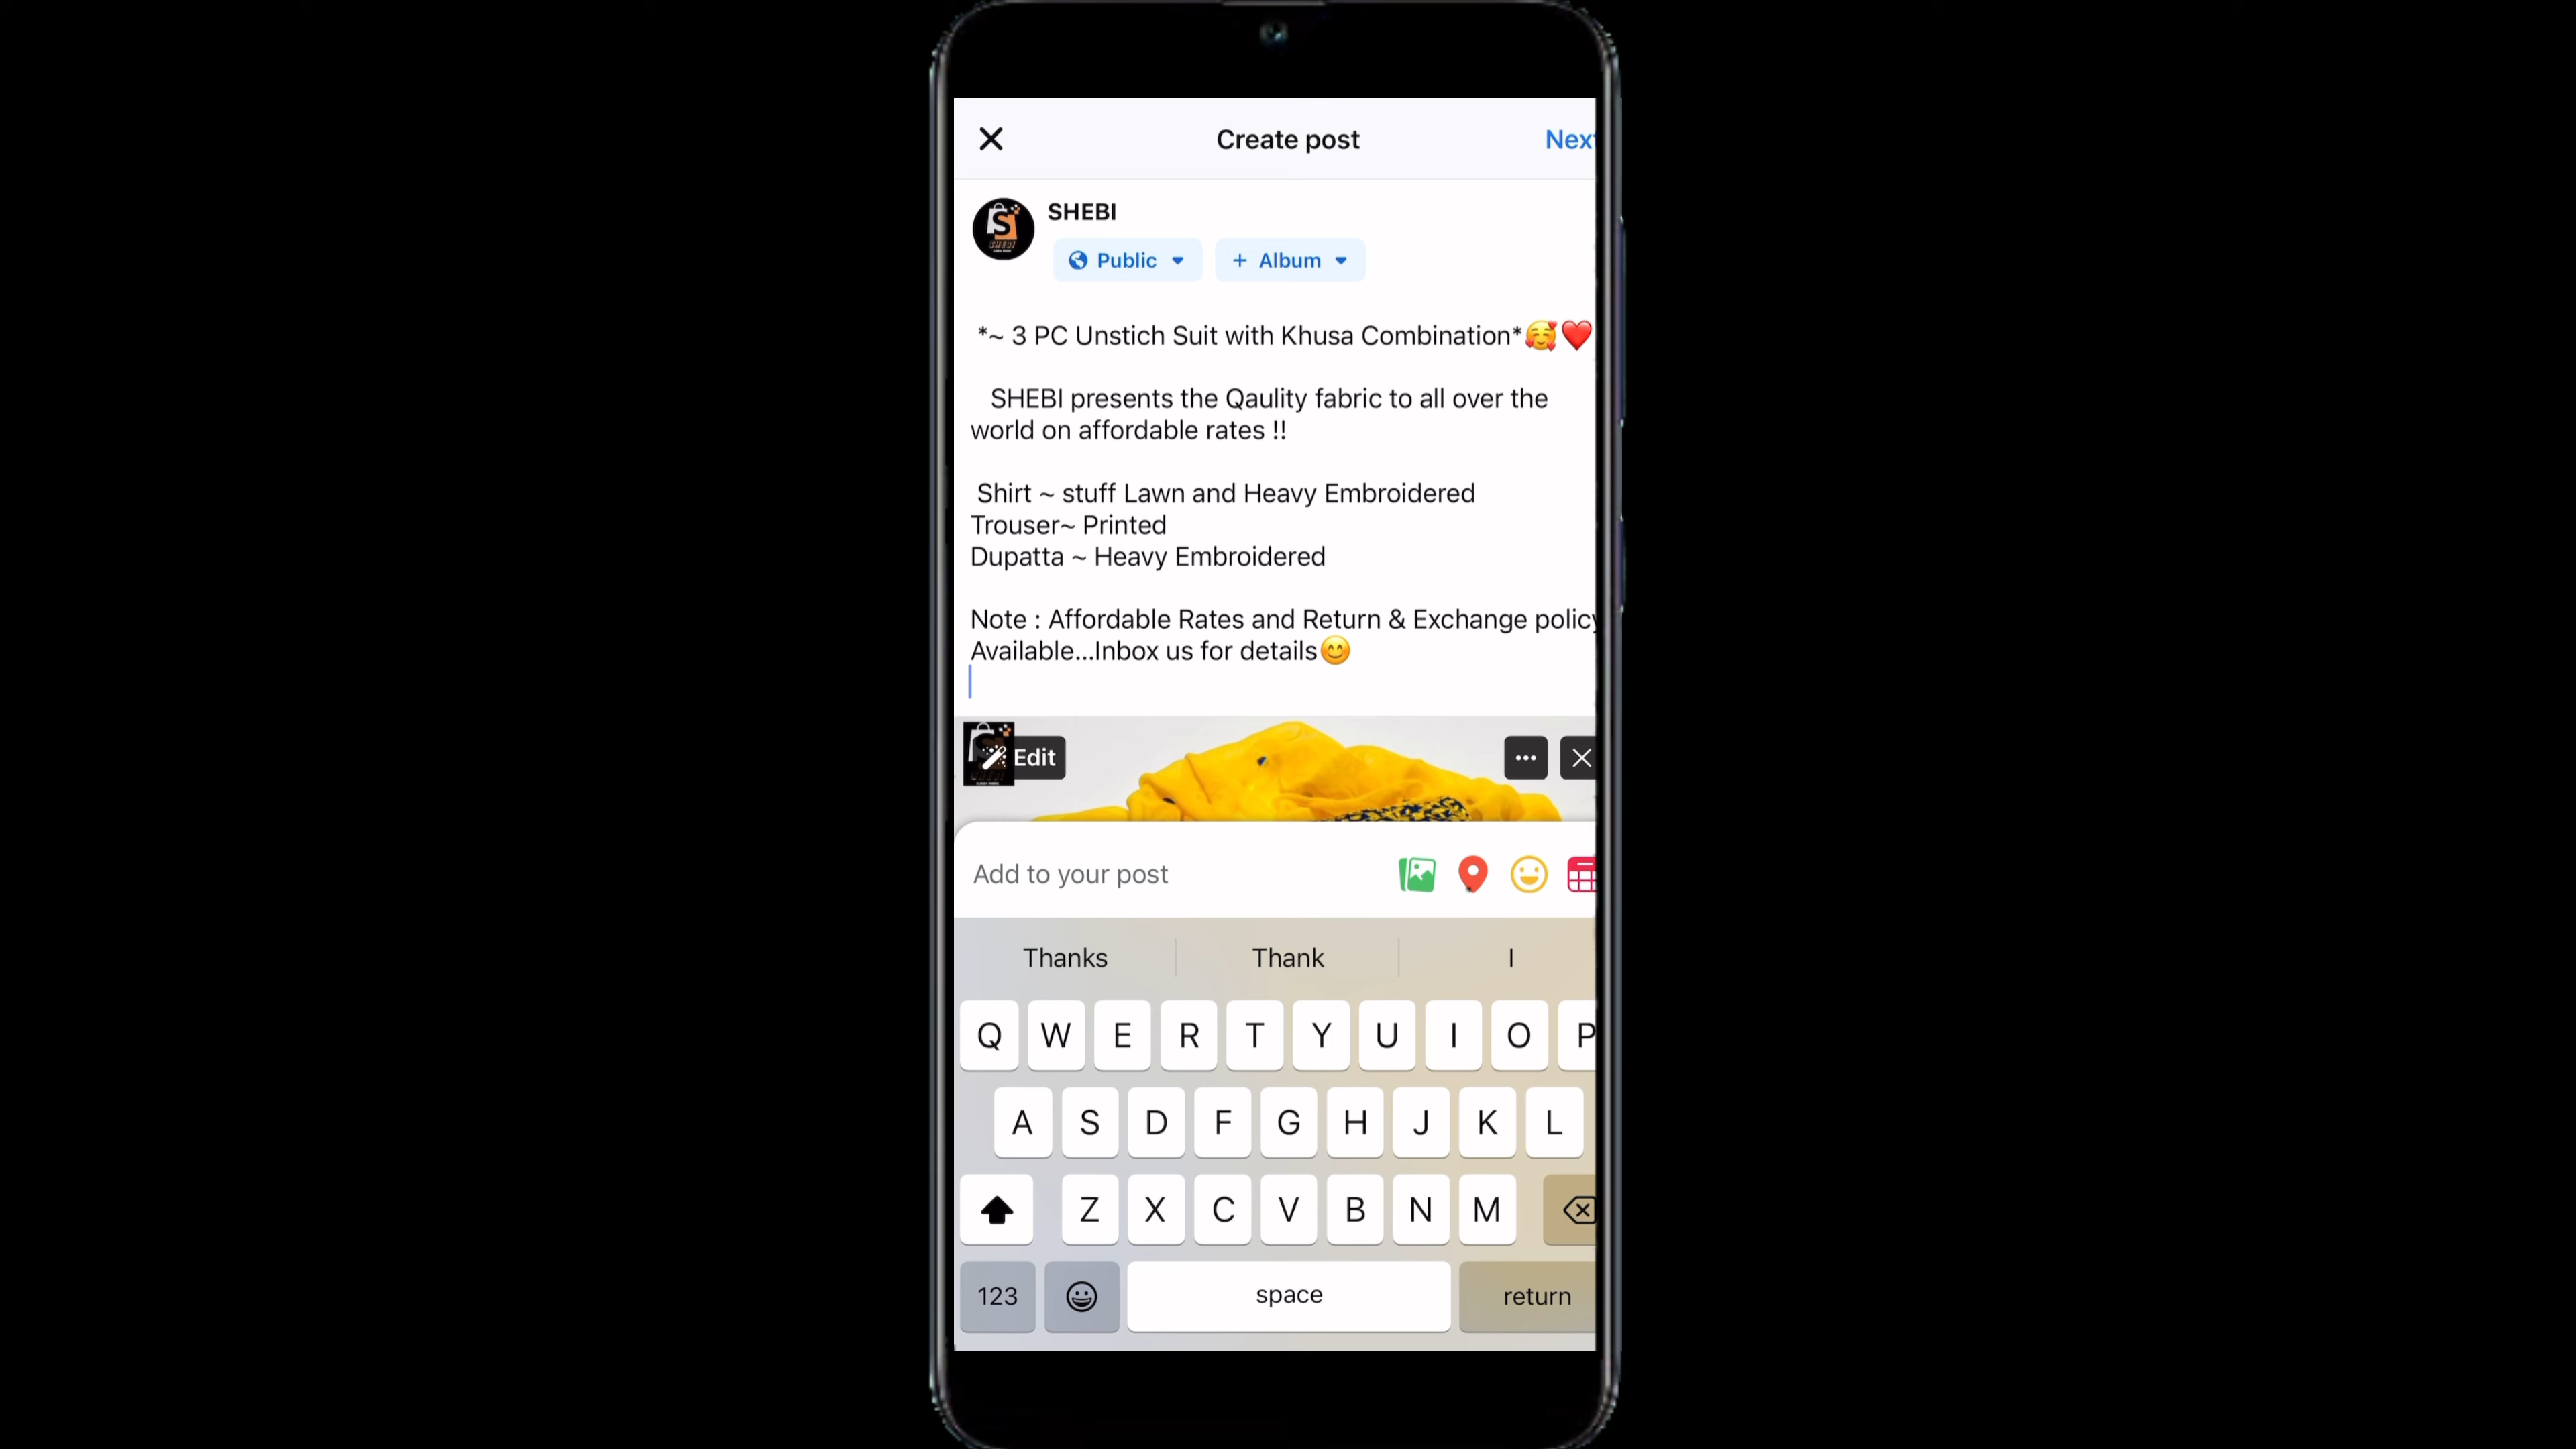 Create post
Nex
SHEBI
Public
+ Album
*~ 3 PC Unstich Suit with Khusa Combination*🥰❤️
SHEBI presents the Qaulity fabric to all over the
world on affordable rates !!
Shirt ~ stuff Lawn and Heavy Embroidered
Trouser~ Printed
Dupatta ~ Heavy Embroidered
Note : Affordable Rates and Return & Exchange policy
Available...Inbox us for details😊
Edit
Add to your post
Thanks Thank I
Q W E R T Y U I O P
A S D F G H J K L
Z X C V B N M
123 space return